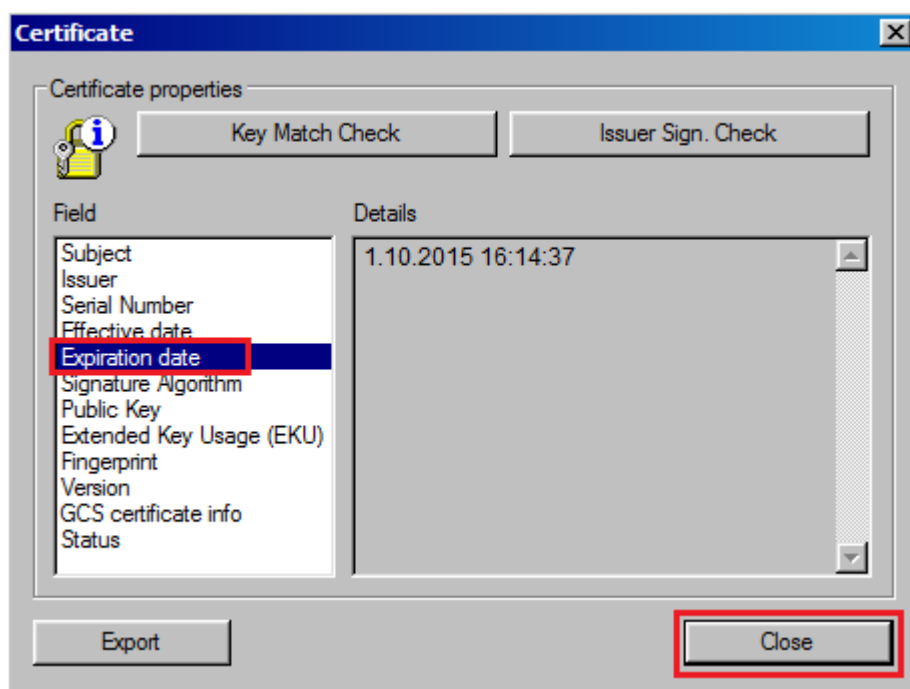 Certificate
Certificate properties
Key Match Check
Issuer Sign. Check
Field
Details
Subject
Issuer
Serial Number
Effective date
Expiration date
Signature Algorithm
Public Key
Extended Key Usage (EKU)
Fingerprint
Version
GCS certificate info
Status
1.10.2015 16:14:37
Export
Close